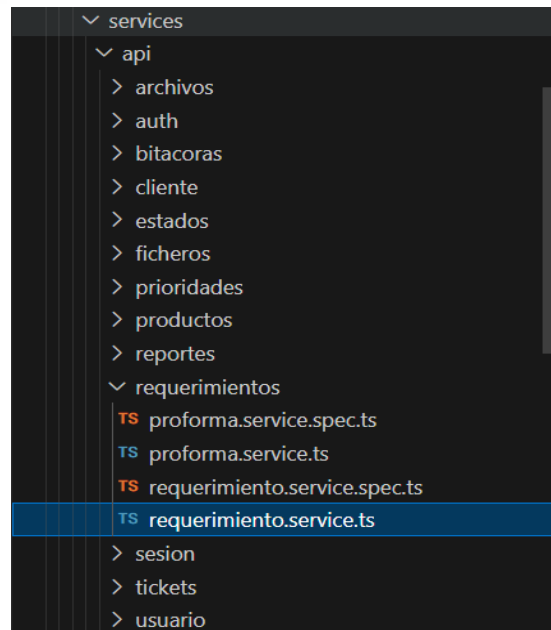 services
api
archivos
auth
bitacoras
cliente
estados
ficheros
prioridades
productos
reportes
requerimientos
TS proforma.service.spec.ts
TS proforma.service.ts
TS requerimiento.service.spec.ts
TS requerimiento.service.ts
sesion
tickets
usuario